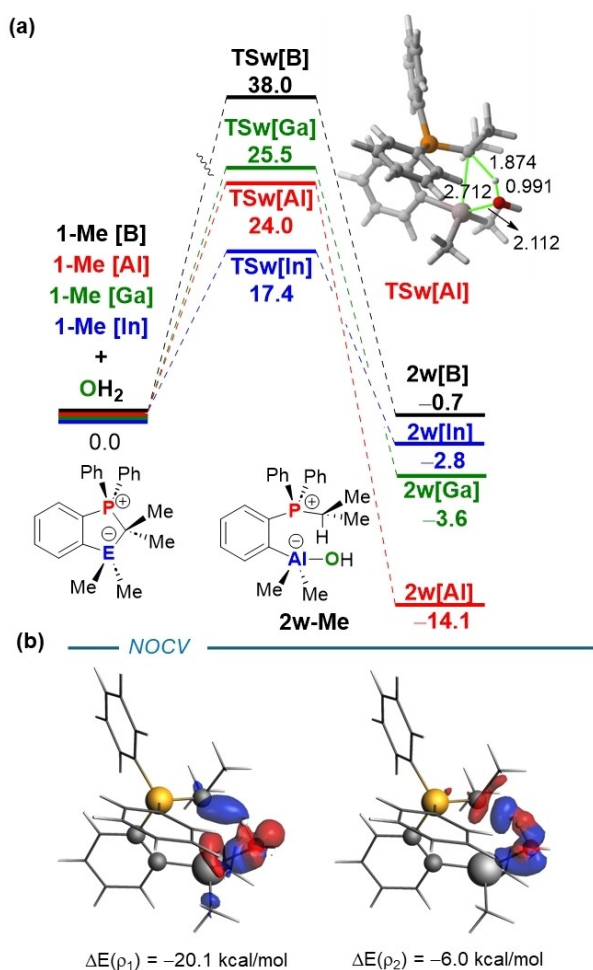 (a)
TSw[B]
38.0
TSw[Ga]
25.5
TSw[Al]
24.0
TSw[In]
17.4
1.874
0.991
2.712
2.112
TSw[Al]
1-Me [B]
1-Me [Al]
1-Me [Ga]
1-Me [In]
+
OH₂
0.0
2w[B]
−0.7
2w[In]
−2.8
2w[Ga]
−3.6
2w[Al]
−14.1
Ph Ph
P ⊕ Me
⊖ Me
E
Me Me
Ph Ph
P ⊕ Me
Me
H
⊖
Al–OH
Me Me
2w-Me
(b)
NOCV
ΔE(ρ₁) = −20.1 kcal/mol
ΔE(ρ₂) = −6.0 kcal/mol